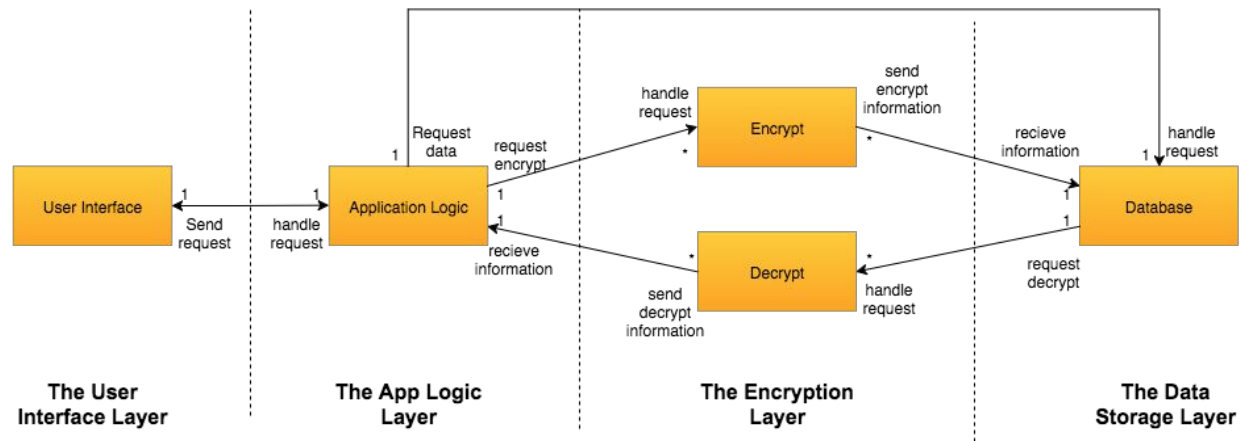 send
encrypt
information
handle
request
Encrypt
Request
data
1
request
encrypt
*
*
recieve
information
handle
request
1
User Interface
1
Send
request
1
handle
request
Application Logic
1
1
recieve
information
1
1
Database
*
send
decrypt
information
Decrypt
*
handle
request
request
decrypt
The User
Interface Layer
The App Logic
Layer
The Encryption
Layer
The Data
Storage Layer